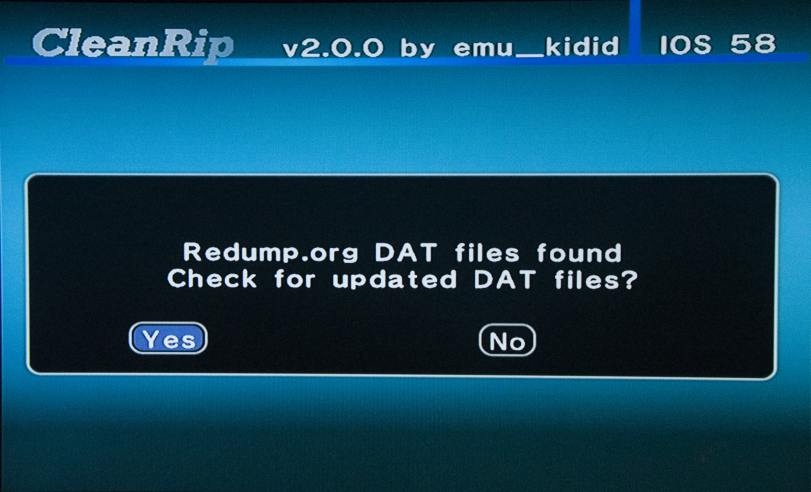 CleanRip v2.0.0 by emu_kidid IOS 58
Redump.org DAT files found
Check for updated DAT files?
Yes No